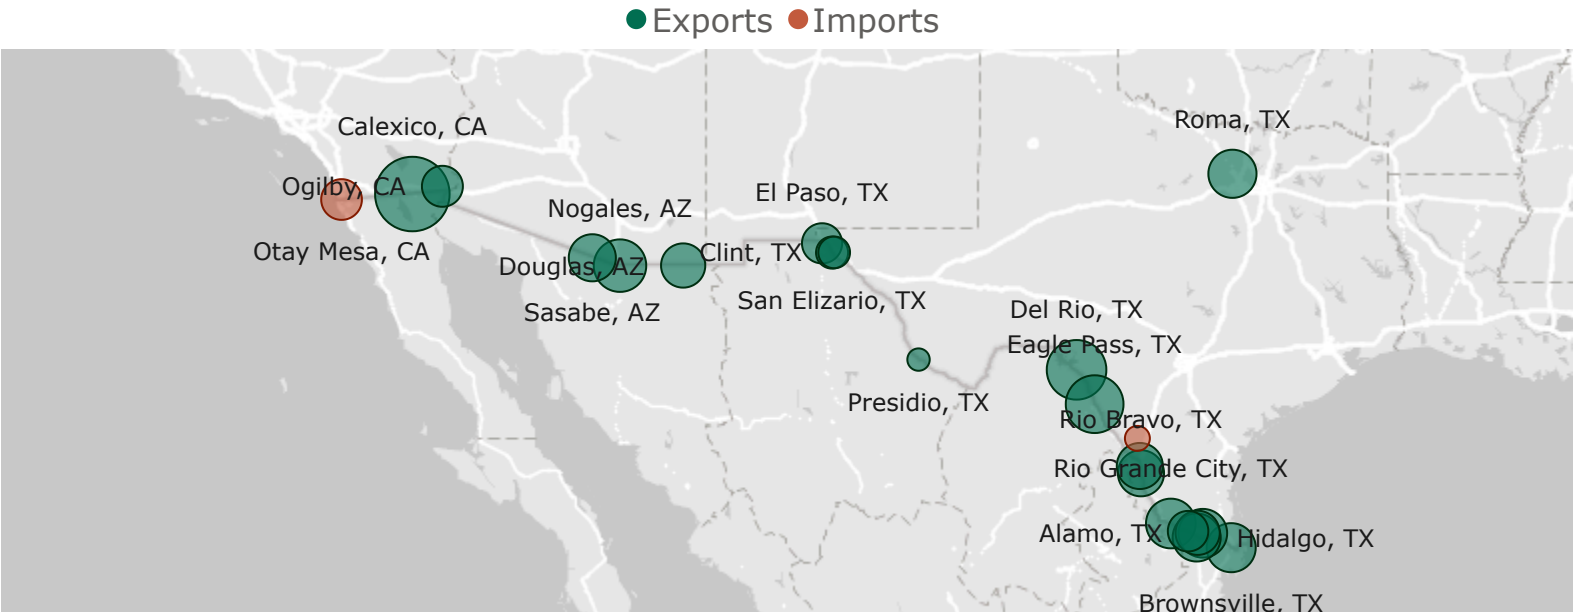 Exports Imports
Calexico, CA
Roma, TX
Ogilby, CA
El Paso, TX
Nogales, AZ
Otay Mesa, CA
Clint, TX
Douglas, AZ
San Elizario, TX
Sasabe, AZ
Del Rio, TX
Eagle Pass, TX
Presidio, TX
Rio Bravo, TX
Rio Grande City, TX
Alamo, TX
Hidalgo, TX
Brownsville, TX